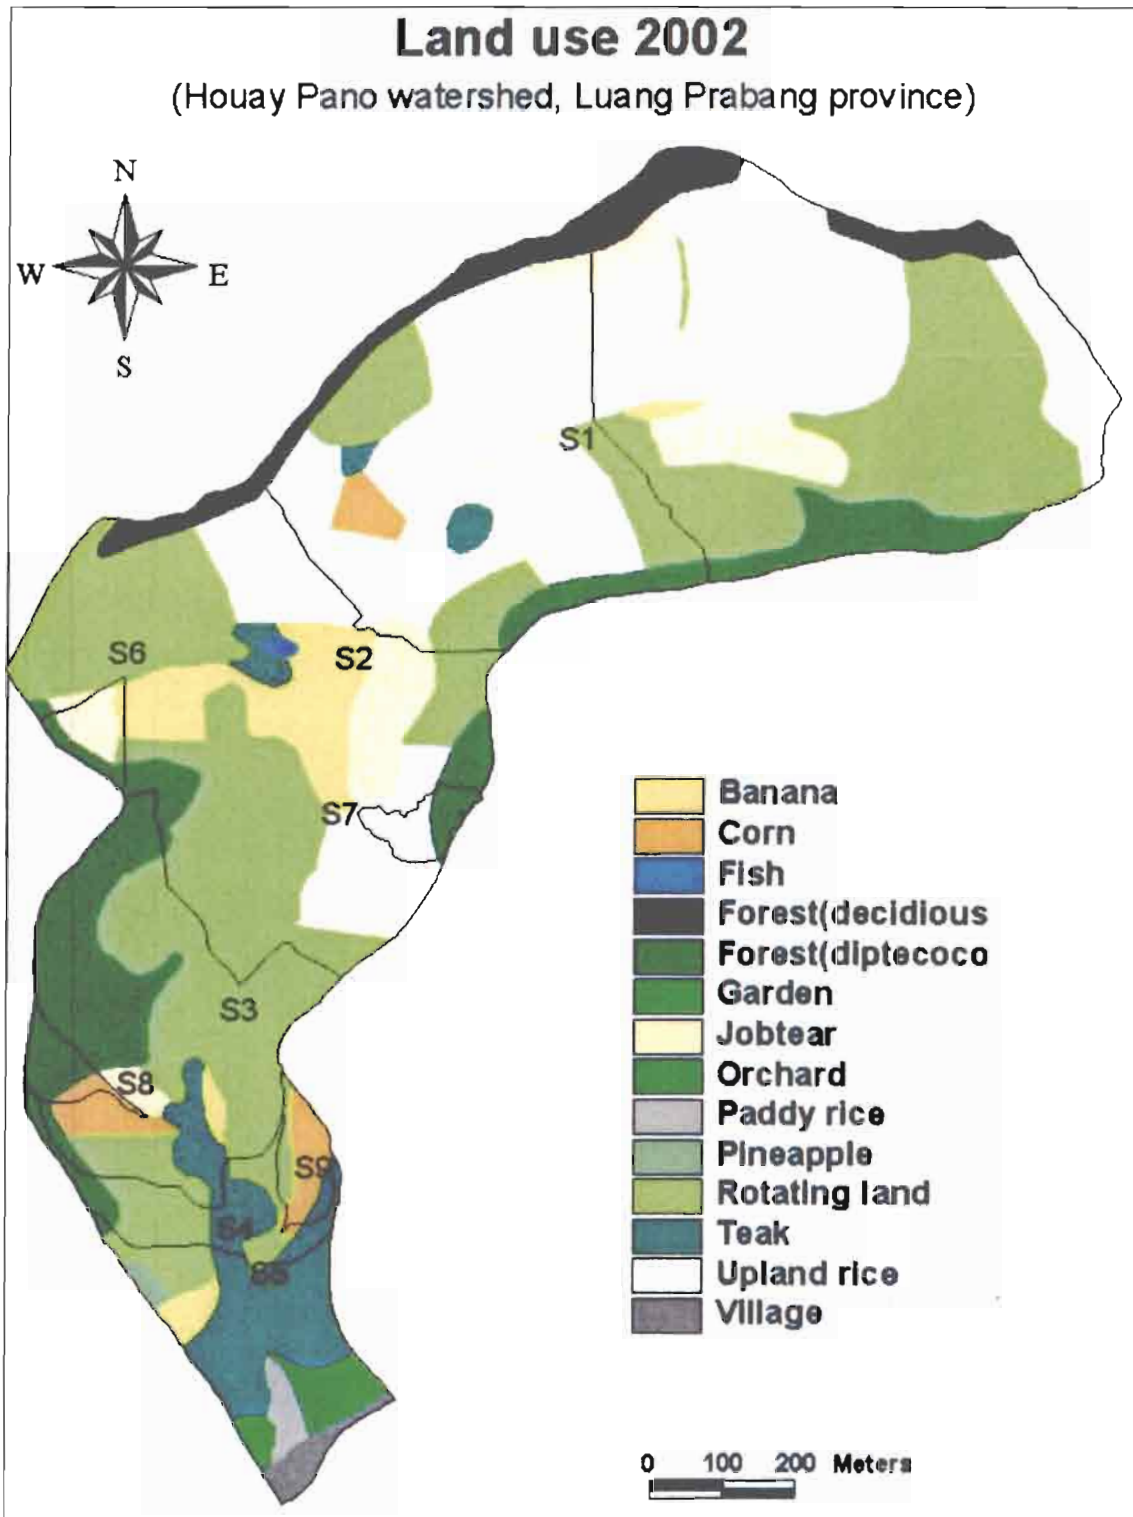 Land use 2002
(Houay Pano watershed, Luang Prabang province)
N
W E
S
S1
S6
S2
S7
S3
S8
S9
S4
S5
Banana
Corn
Fish
Forest(decidious
Forest(diptecoco
Garden
Jobtear
Orchard
Paddy rice
Pineapple
Rotating land
Teak
Upland rice
Village
0 100 200 Meters